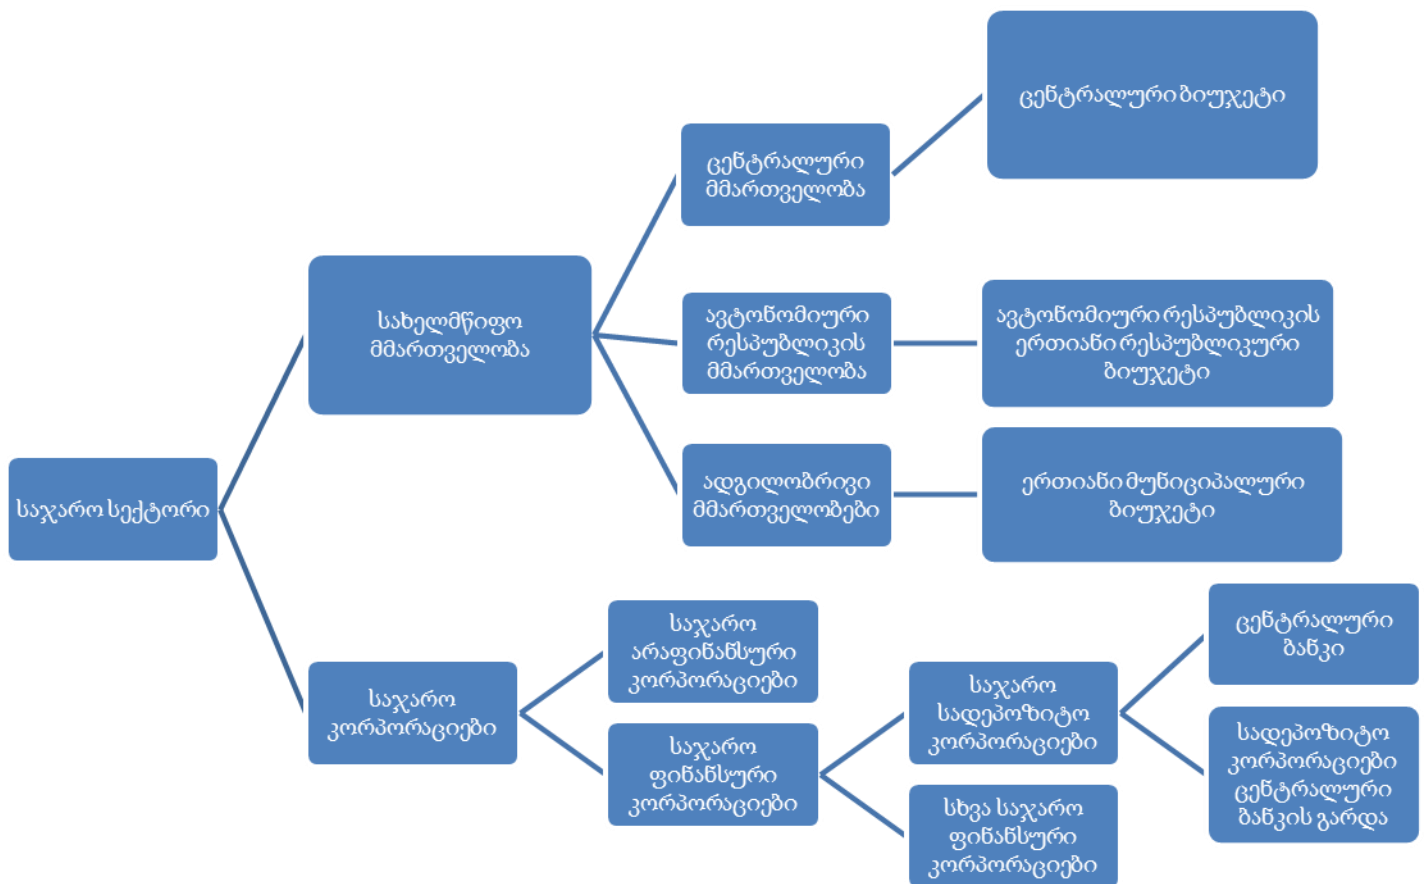 ცენტრალური ბიუჯეტი
ცენტრალური
მმართველობა
სახელმწიფო
მმართველობა
ავტონომიური
რესპუბლიკის
მმართველობა
ავტონომიური რესპუბლიკის
ერთიანი რესპუბლიკური
ბიუჯეტი
ადგილობრივი
მმართველობები
ერთიანი მუნიციპალური
ბიუჯეტი
საჯარო სექტორი
საჯარო
კორპორაციები
საჯარო
არაფინანსური
კორპორაციები
საჯარო
ფინანსური
კორპორაციები
საჯარო
სადეპოზიტო
კორპორაციები
სხვა საჯარო
ფინანსური
კორპორაციები
ცენტრალური
ბანკი
სადეპოზიტო
კორპორაციები
ცენტრალური
ბანკის გარდა